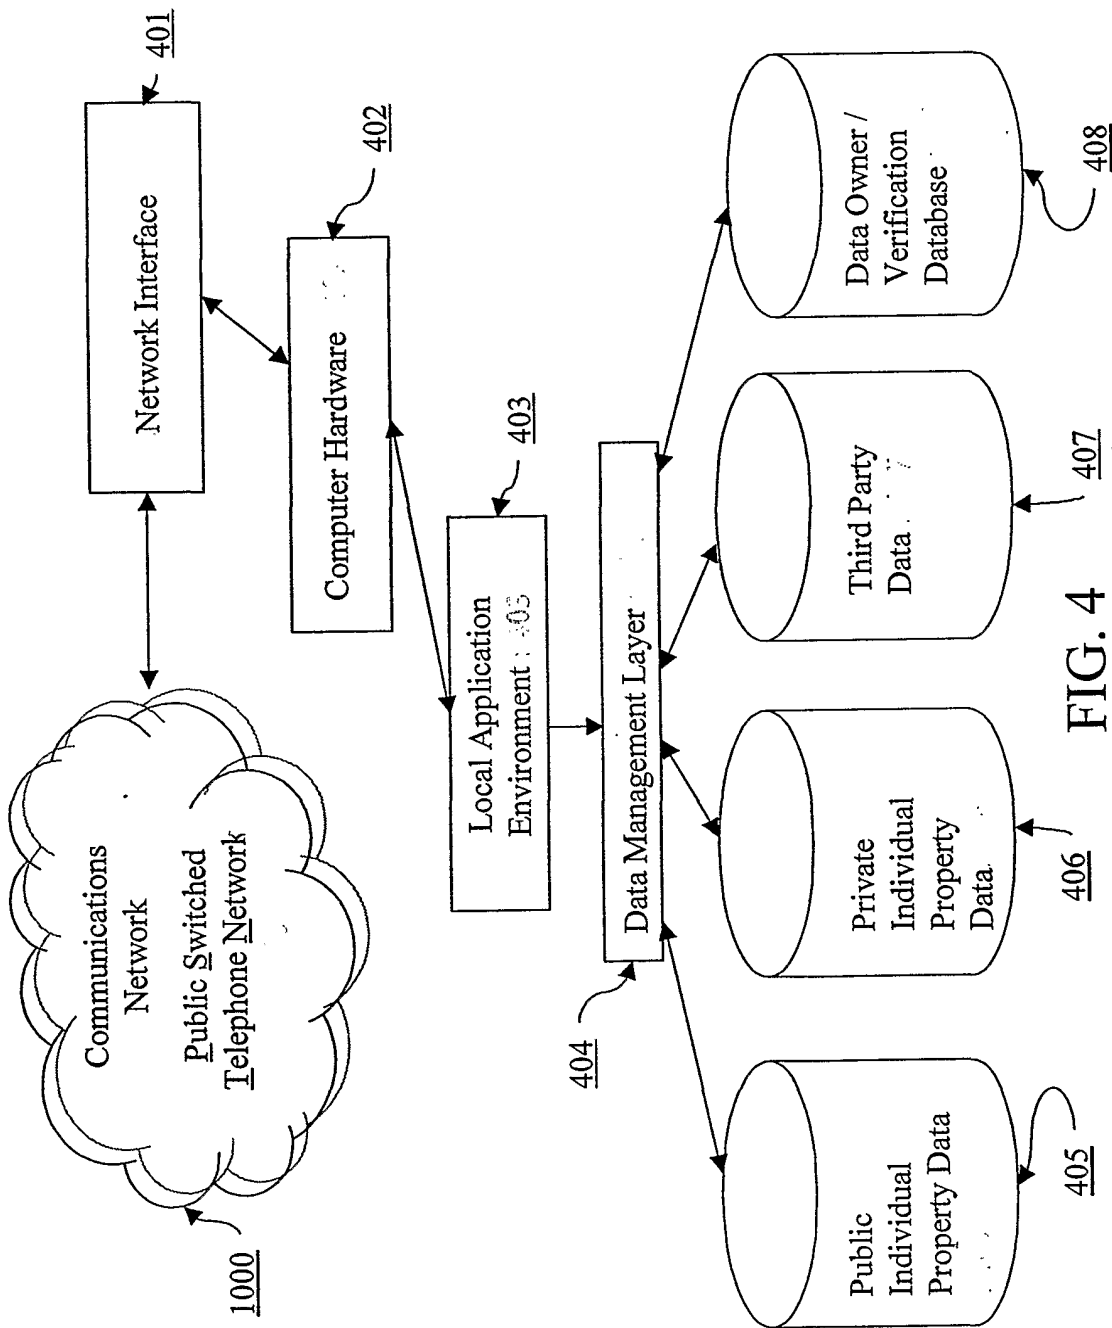 Communications
Network
Public Switched
Telephone Network
1000
Network Interface
401
Computer Hardware
402
Local Application
Environment
403
Data Management Layer
404
Public
Individual
Property Data
405
Private
Individual
Property
Data
406
Third Party
Data
407
Data Owner /
Verification
Database
408
FIG. 4